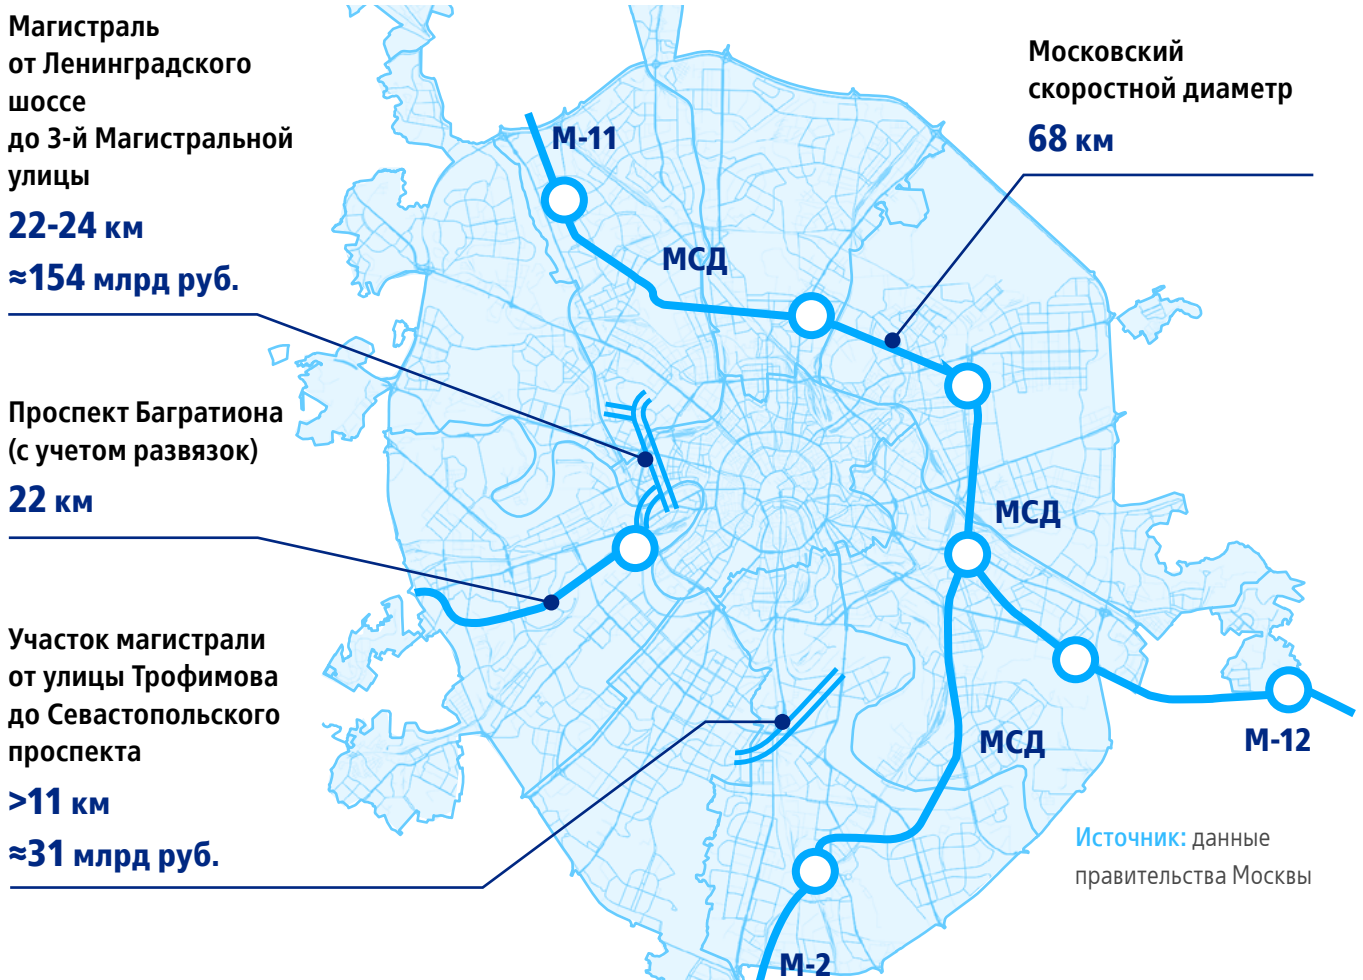 Магистраль
от Ленинградского
шоссе
до 3-й Магистральной
улицы
22-24 км
≈154 млрд руб.
Проспект Багратиона
(с учетом развязок)
22 км
Участок магистрали
от улицы Трофимова
до Севастопольского
проспекта
>11 км
≈31 млрд руб.
Московский
скоростной диаметр
68 км
М-11
МСД
МСД
МСД
М-12
М-2
Источник: данные
правительства Москвы